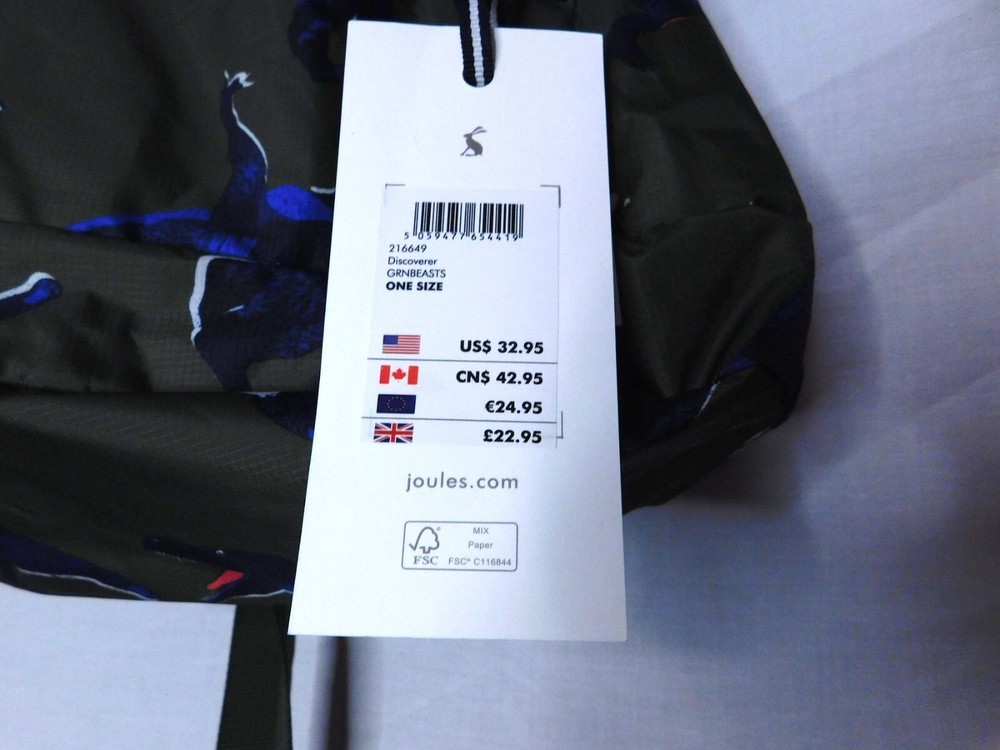 5 059477 654419
216649
Discoverer
GRNBEASTS
ONE SIZE
US$ 32.95
CN$ 42.95
€24.95
£22.95
joules.com
MIX
Paper
FSC® C116844
FSC